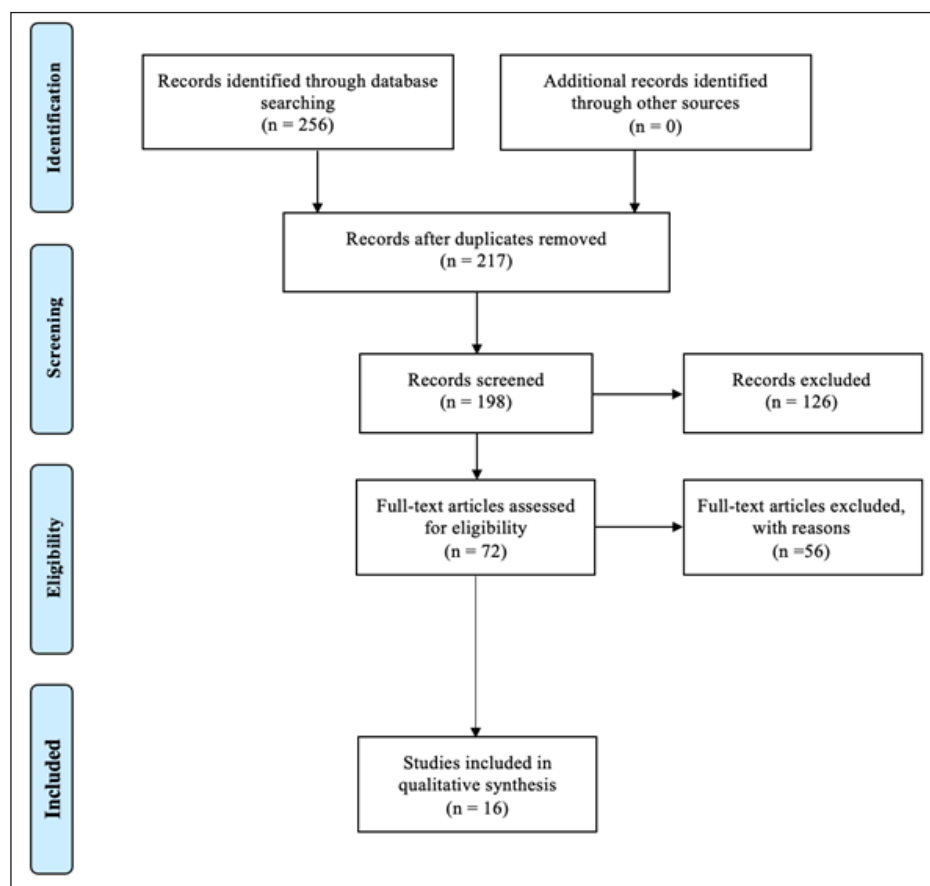 Identification
Records identified through database
searching
(n = 256)
Additional records identified
through other sources
(n = 0)
Records after duplicates removed
(n = 217)
Screening
Records screened
(n = 198)
Records excluded
(n = 126)
Eligibility
Full-text articles assessed
for eligibility
(n = 72)
Full-text articles excluded,
with reasons
(n =56)
Included
Studies included in
qualitative synthesis
(n = 16)